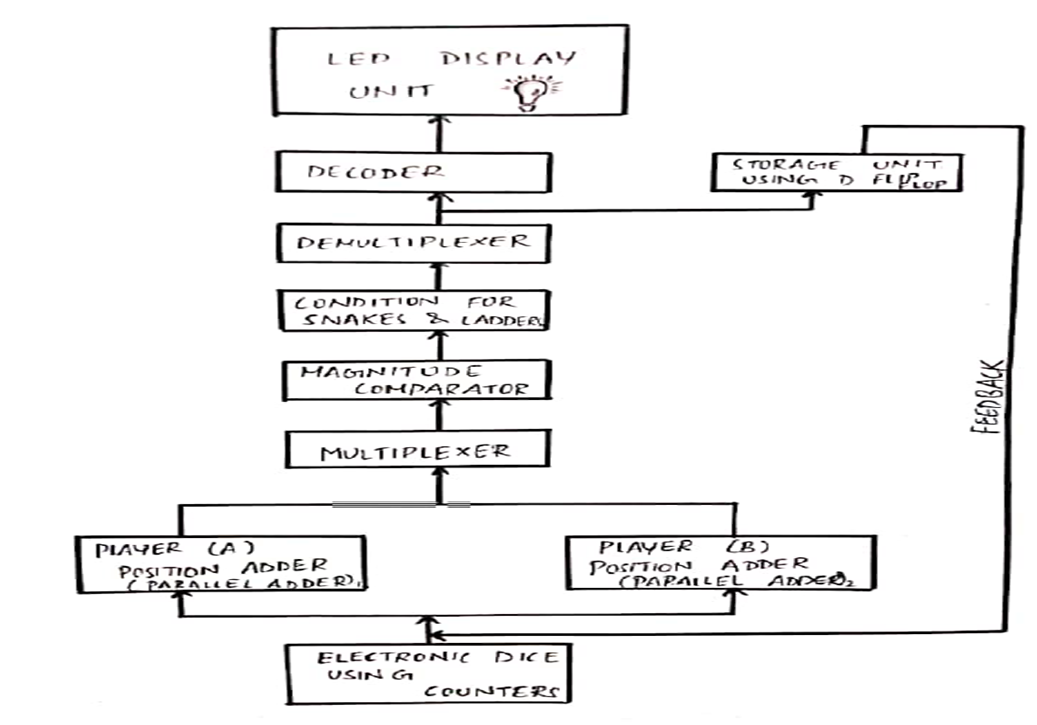 LED DISPLAY
UNIT
DECODER
STORAGE UNIT
USING D FLIP
FLOP
DEMULTIPLEXER
CONDITION FOR
SNAKES & LADDERS
MAGNITUDE
COMPARATOR
MULTIPLEXER
FEEDBACK
PLAYER (A)
POSITION ADDER
(PARALLEL ADDER)1
PLAYER (B)
POSITION ADDER
(PARALLEL ADDER)2
ELECTRONIC DICE
USING
COUNTERS